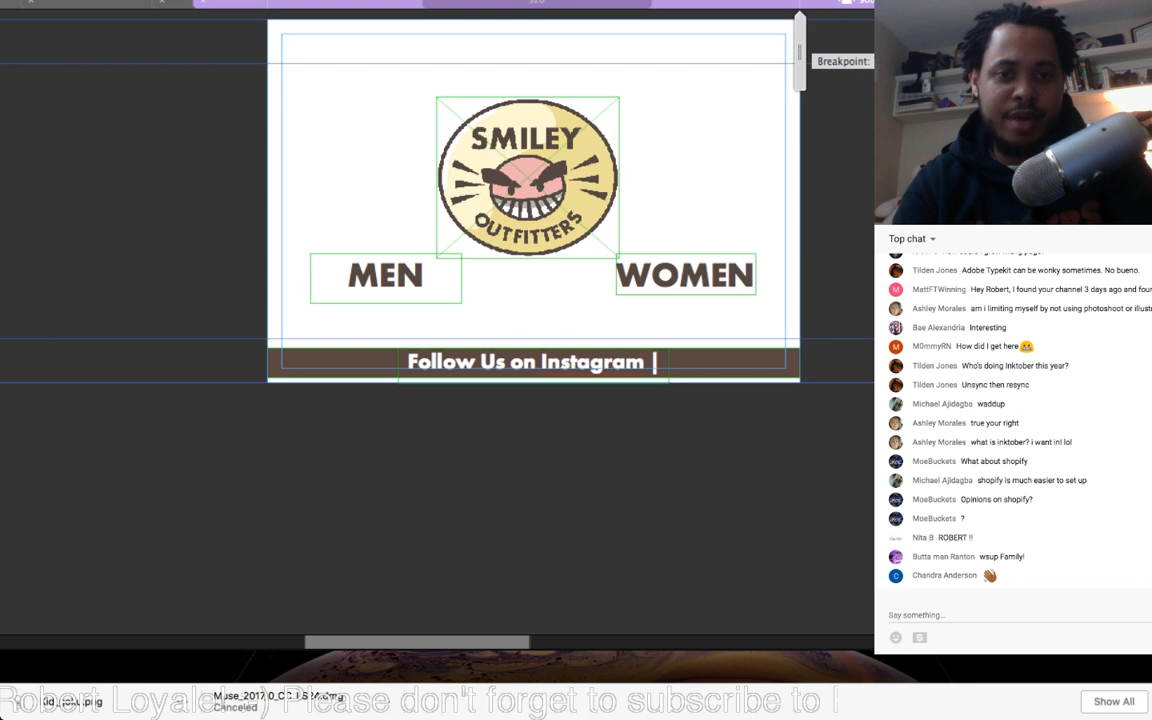 Breakpoint:
SMILEY
OUTFITTERS
MEN
WOMEN
Follow Us on Instagram |
Top chat
Tilden Jones Adobe Typekit can be wonky sometimes. No bueno.
MattFTWinning Hey Robert, I found your channel 3 days ago and four
Ashley Morales am i limiting myself by not using photoshoot or illustr
Bae Alexandria Interesting
M0mmyRN How did I get here
Tilden Jones Who's doing Inktober this year?
Tilden Jones Unsync then resync
Michael Ajidagba waddup
Ashley Morales true your right
Ashley Morales what is inktober? i want in! lol
MoeBuckets What about shopify
Michael Ajidagba shopify is much easier to set up
MoeBuckets Opinions on shopify?
MoeBuckets ?
Nita B ROBERT !!
Butta man Ranton wsup Family!
Chandra Anderson
Say something...
Please don't forget to subscribe to
Canceled
Show All